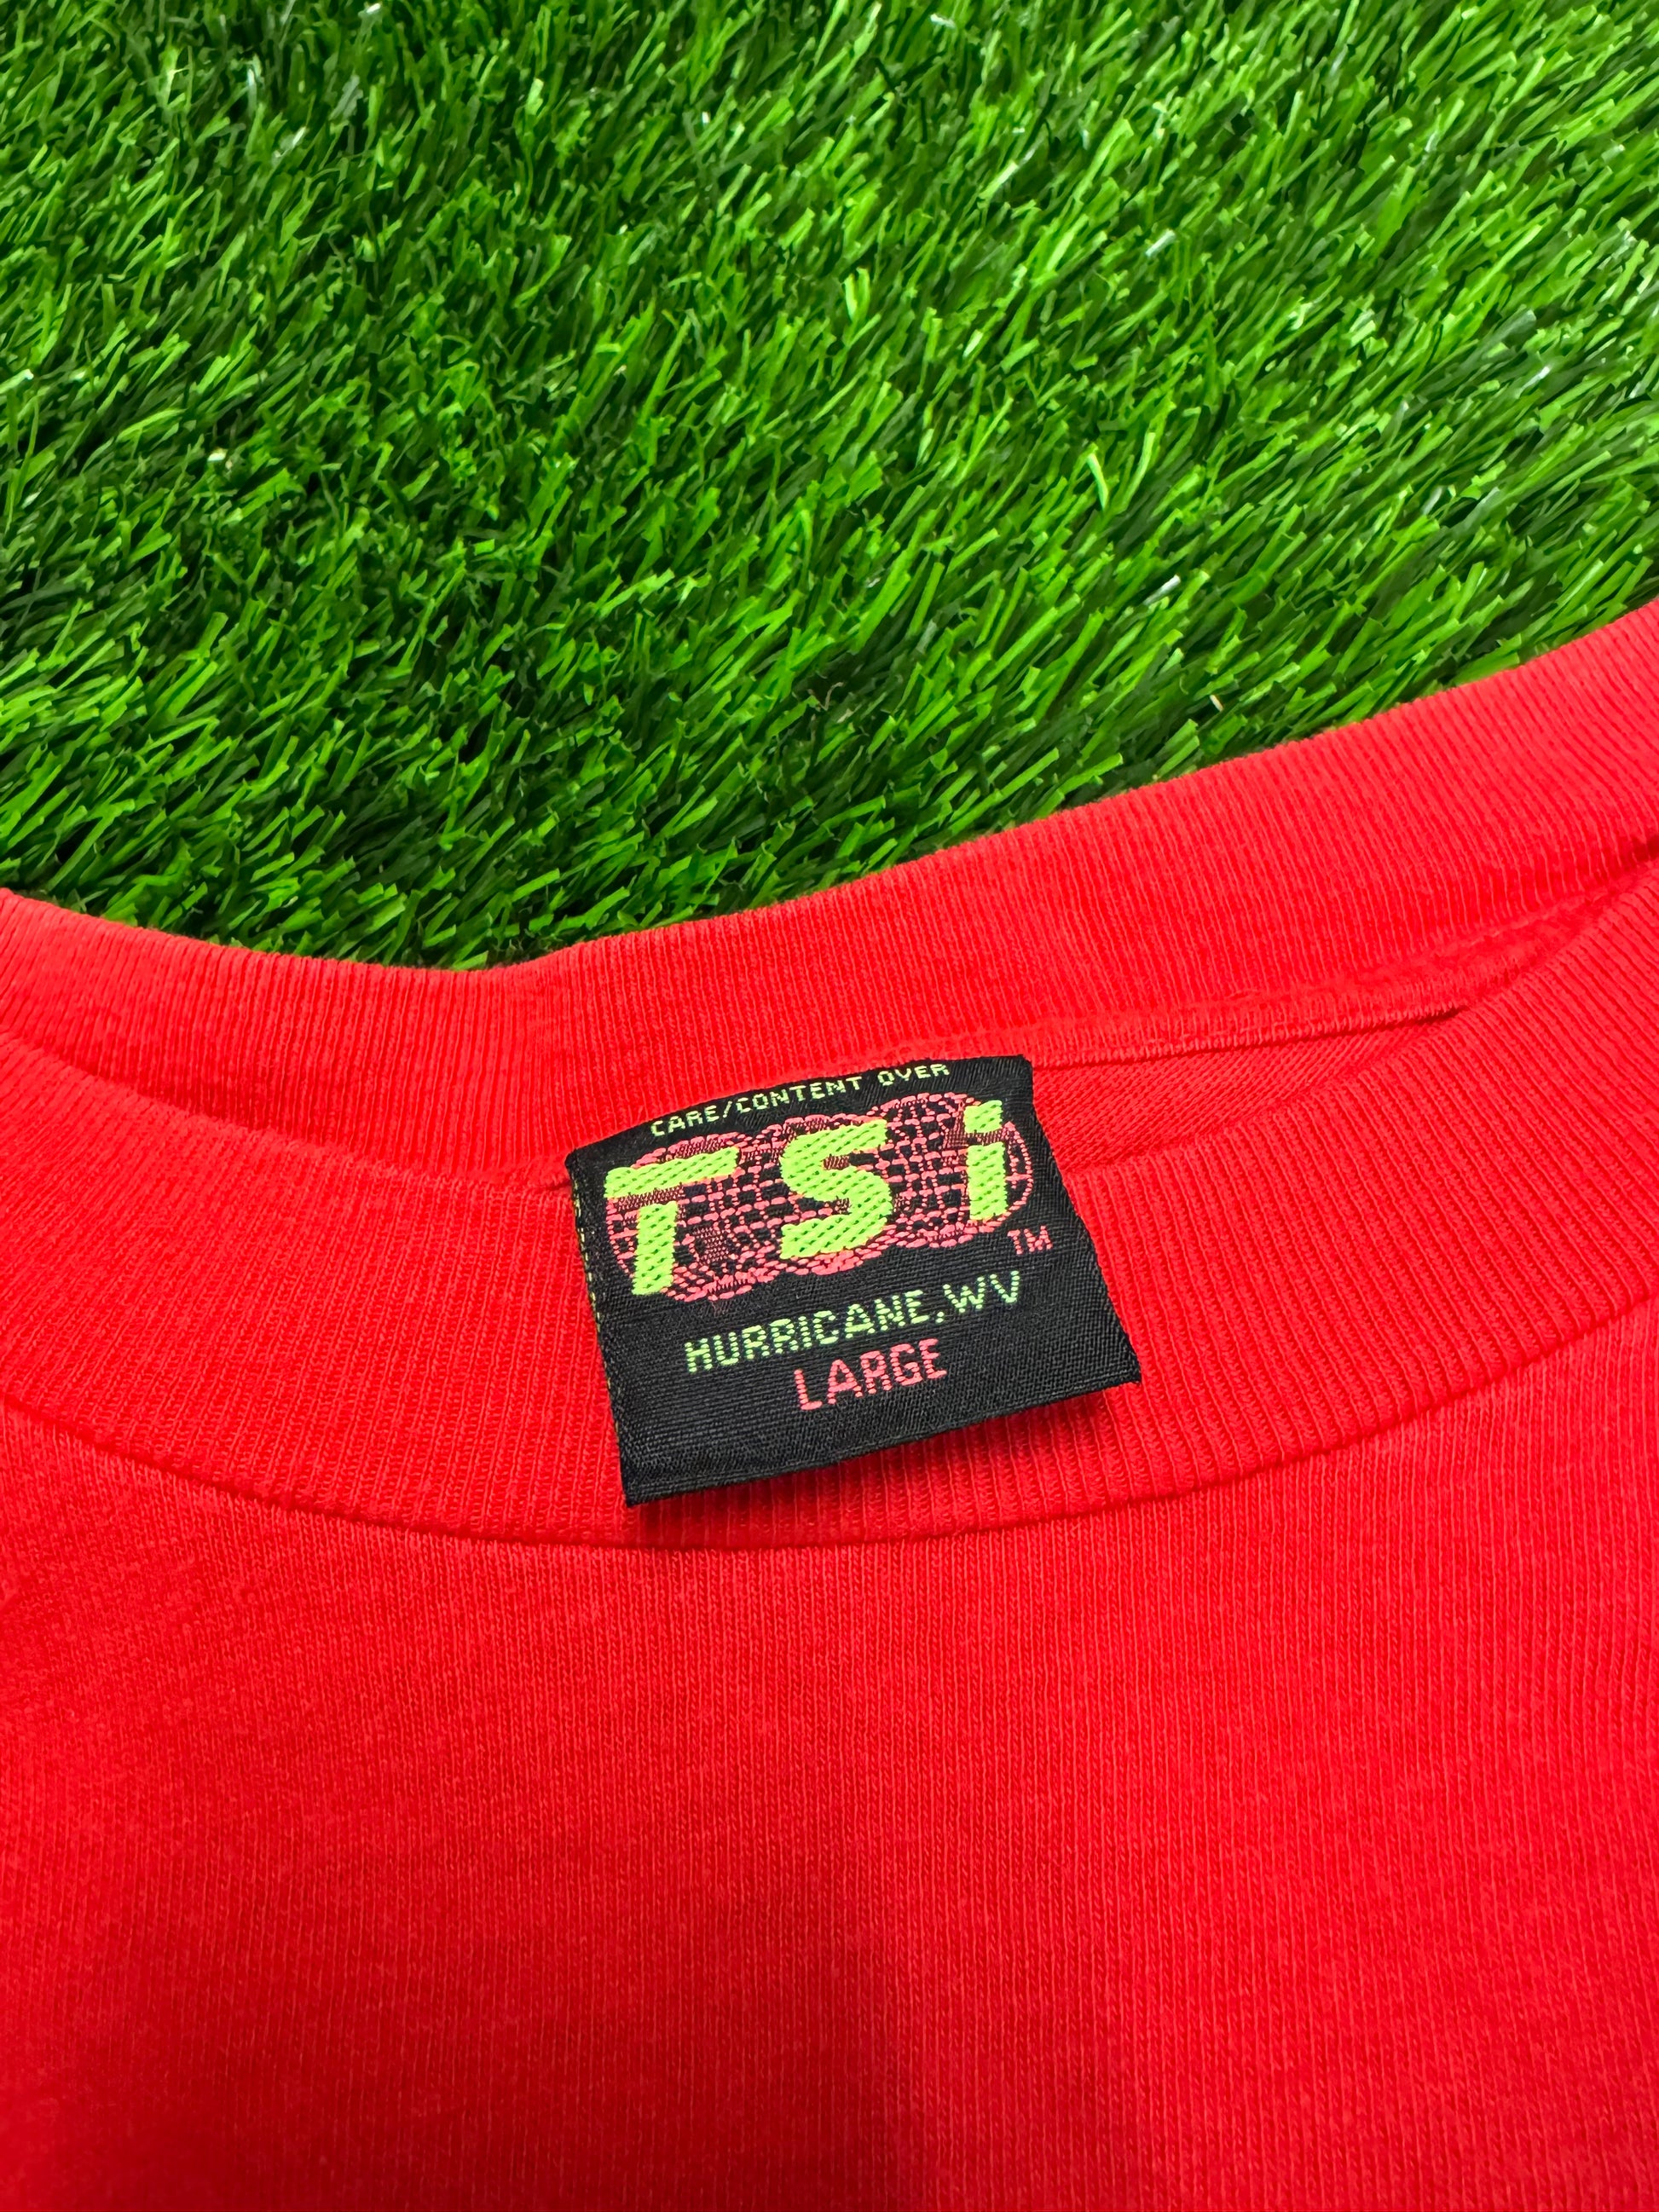 CARE/CONTENT OVER
TSi
TM
HURRICANE, WV
LARGE